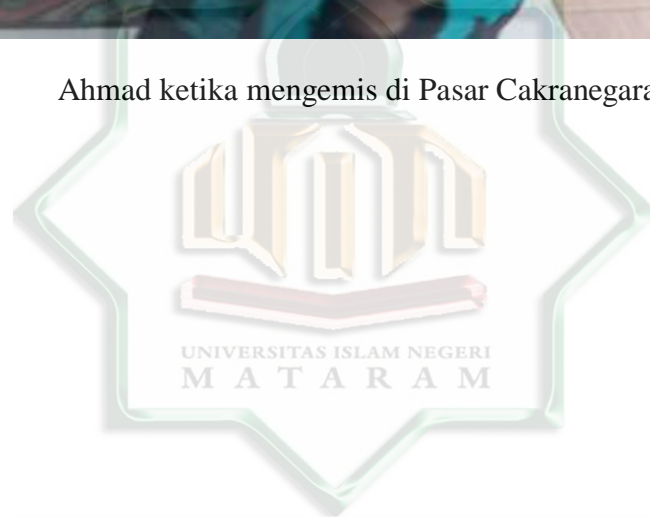 Ahmad ketika mengemis di Pasar Cakranegara
UNIVERSITAS ISLAM NEGERI
MATARAM